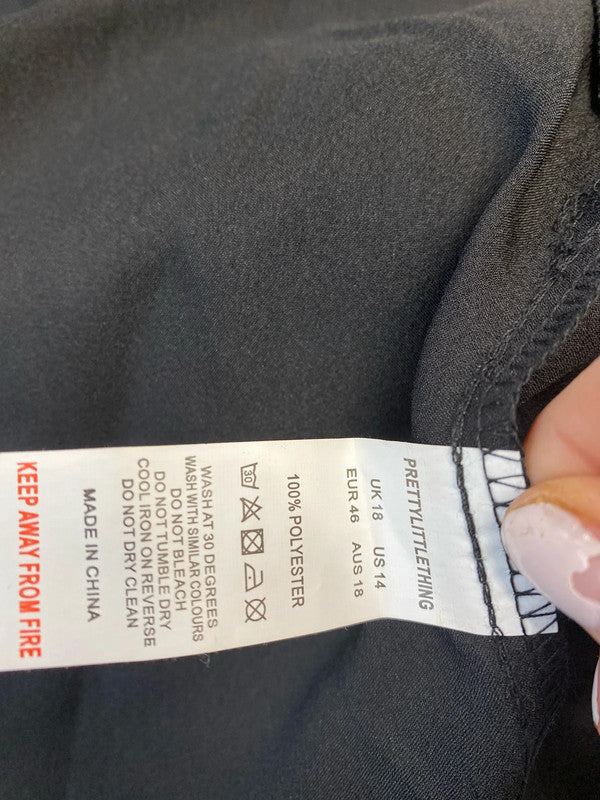 PRETTYLITTLETHING
UK 18 US 14
EUR 46 AUS 18
100% POLYESTER
30
WASH AT 30 DEGREES
WASH WITH SIMILAR COLOURS
DO NOT BLEACH
DO NOT TUMBLE DRY
COOL IRON ON REVERSE
DO NOT DRY CLEAN
MADE IN CHINA
KEEP AWAY FROM FIRE